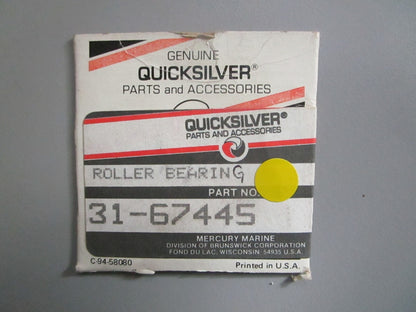 GENUINE
QUICKSILVER®
PARTS and ACCESSORIES
QUICKSILVER®
PARTS AND ACCESSORIES
ROLLER BEARING
PART NO.
31-67445
MERCURY MARINE
DIVISION OF BRUNSWICK CORPORATION
FOND DU LAC, WISCONSIN 54935 U.S.A.
C-94-58080 Printed in U.S.A.